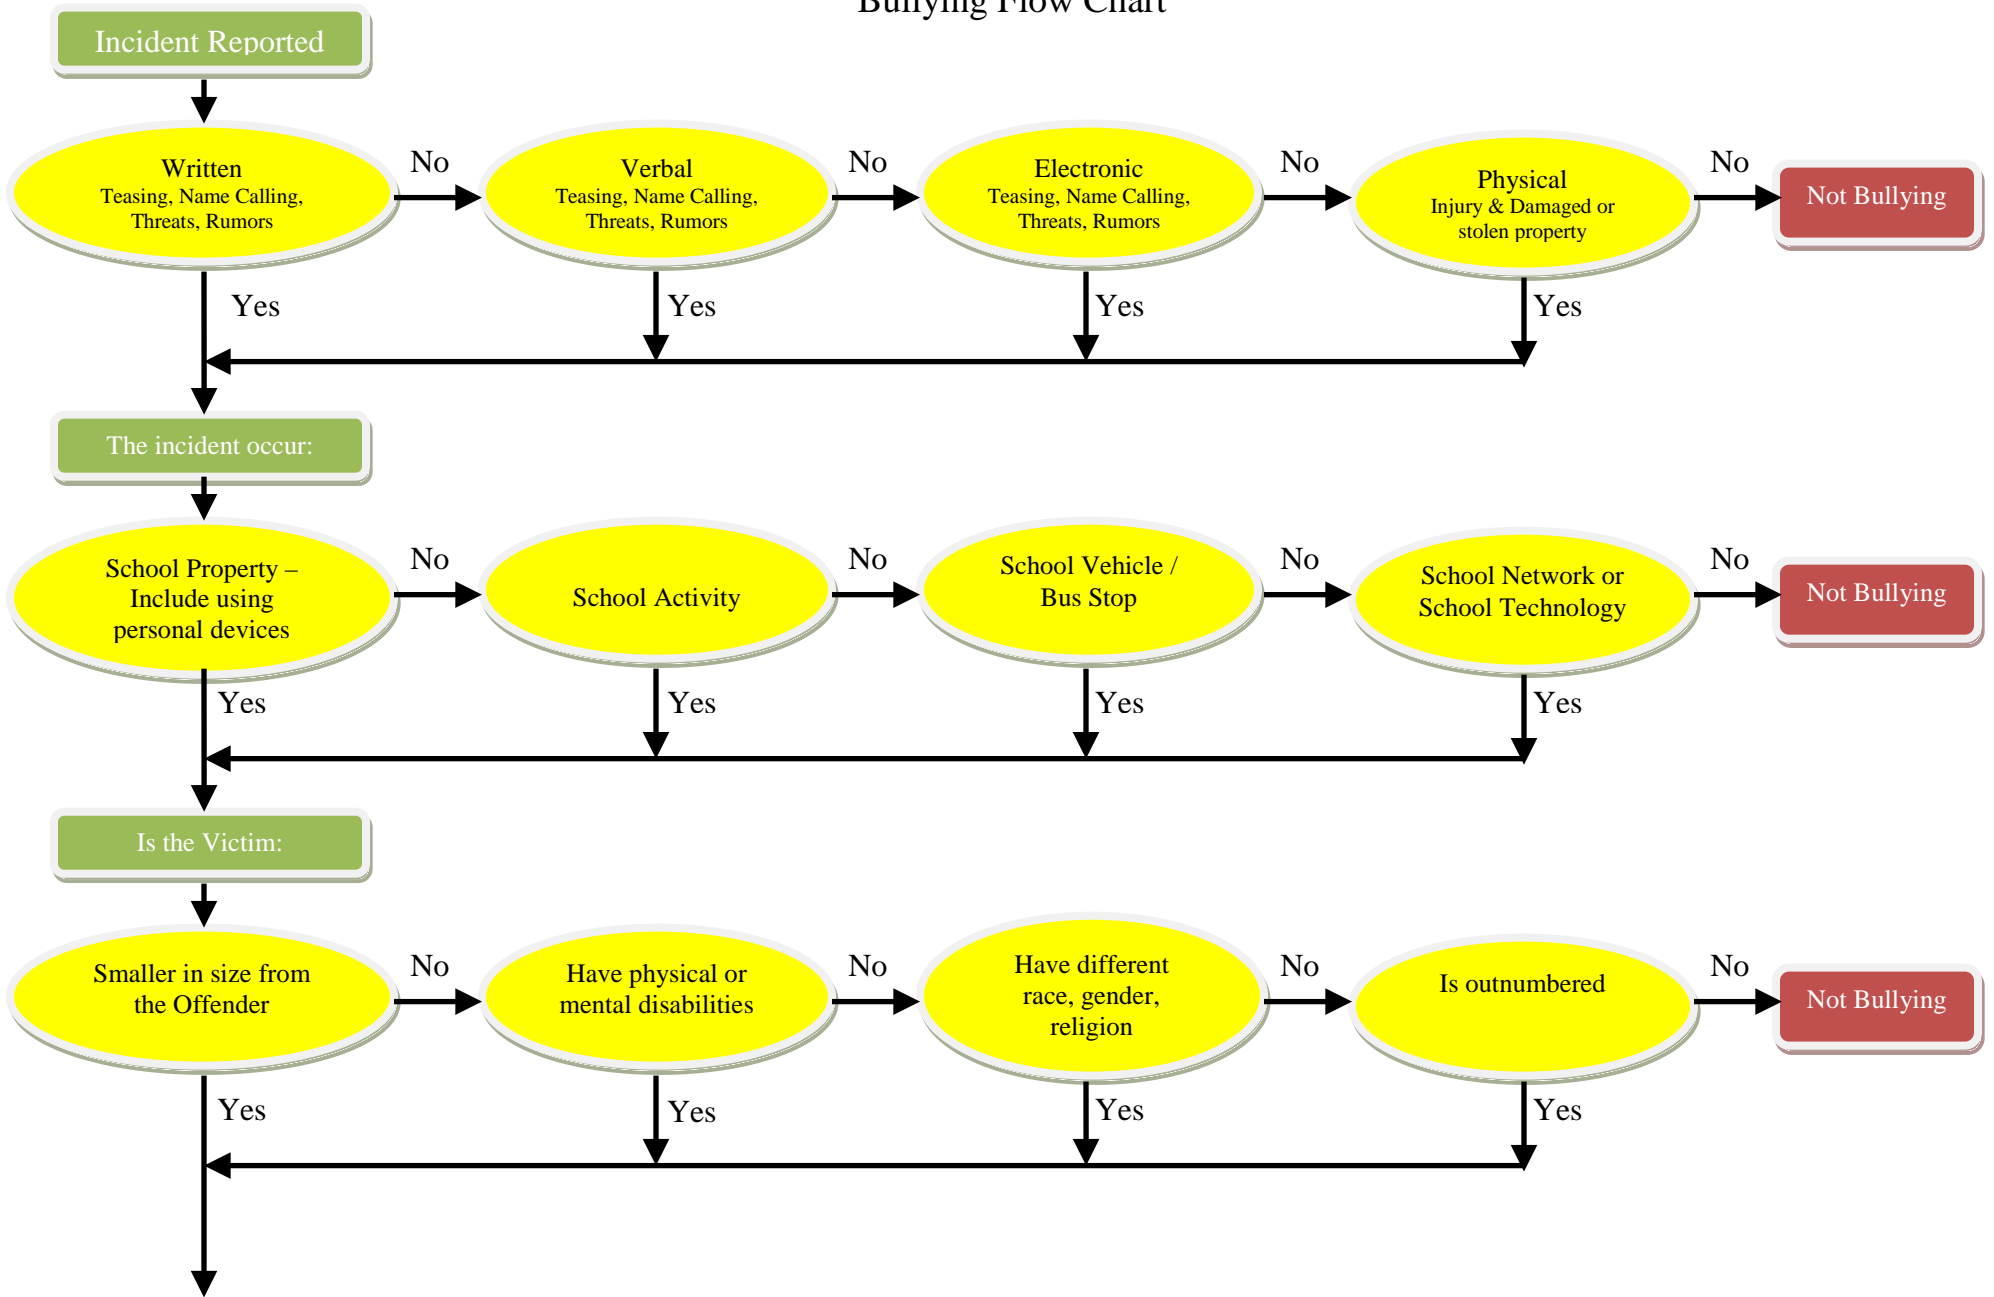 Bullying Flow Chart
Incident Reported
Written
Teasing, Name Calling,
Threats, Rumors
No
Verbal
Teasing, Name Calling,
Threats, Rumors
No
Electronic
Teasing, Name Calling,
Threats, Rumors
No
Physical
Injury & Damaged or
stolen property
No
Not Bullying
Yes
Yes
Yes
Yes
The incident occur:
School Property –
Include using
personal devices
No
School Activity
No
School Vehicle /
Bus Stop
No
School Network or
School Technology
No
Not Bullying
Yes
Yes
Yes
Yes
Is the Victim:
Smaller in size from
the Offender
No
Have physical or
mental disabilities
No
Have different
race, gender,
religion
No
Is outnumbered
No
Not Bullying
Yes
Yes
Yes
Yes